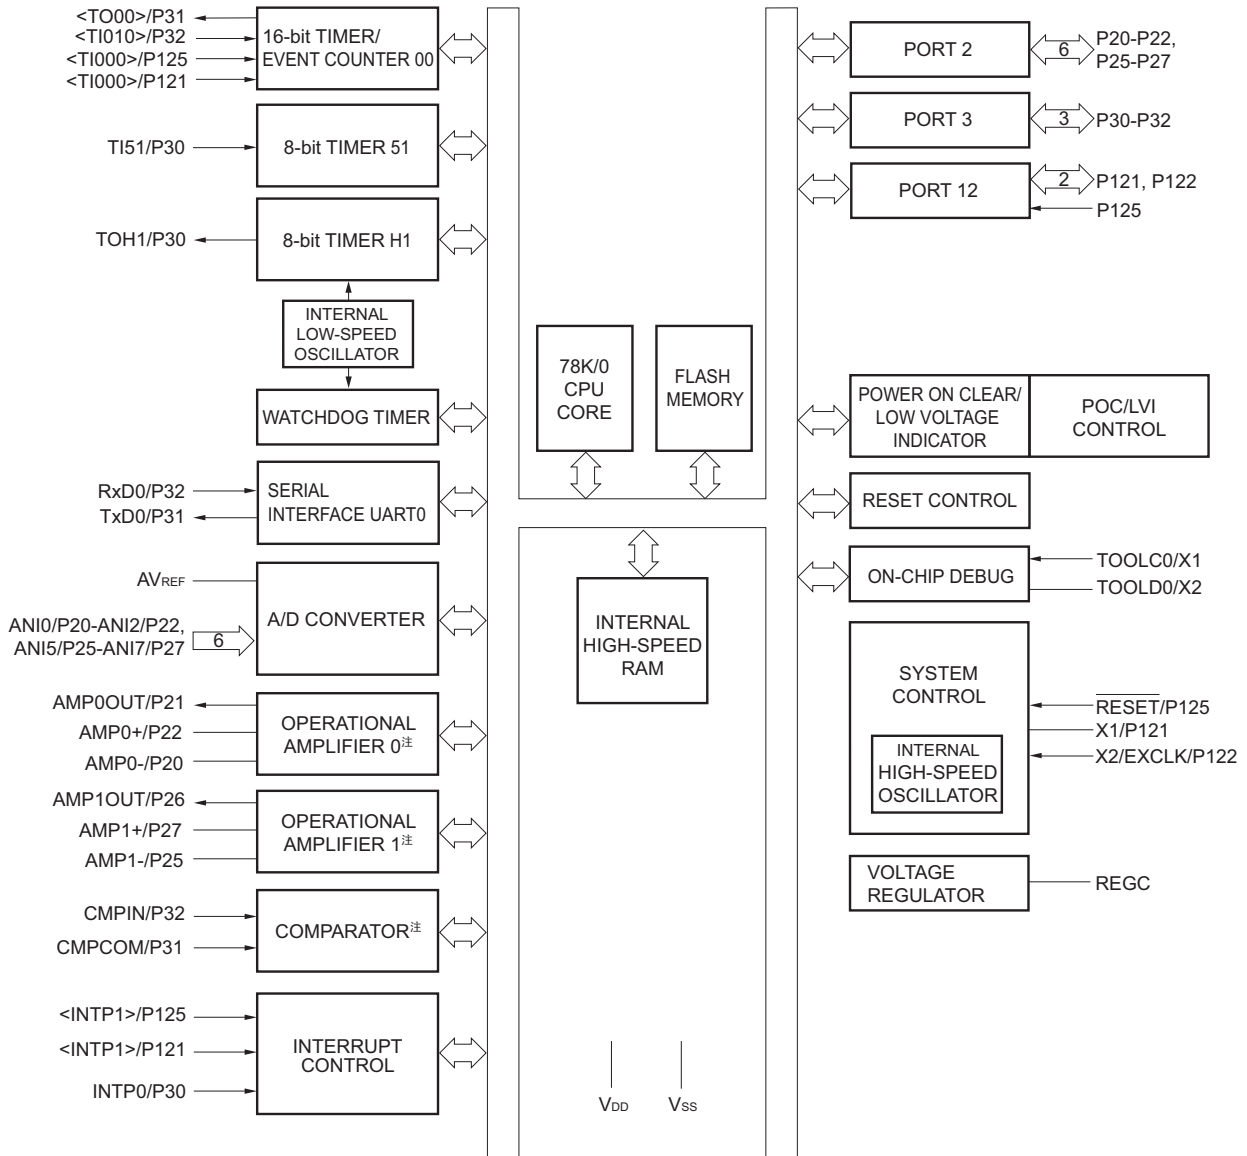 <TO00>/P31
<TI010>/P32
<TI000>/P125
<TI000>/P121
16-bit TIMER/
EVENT COUNTER 00
TI51/P30
8-bit TIMER 51
TOH1/P30
8-bit TIMER H1
INTERNAL
LOW-SPEED
OSCILLATOR
WATCHDOG TIMER
RxD0/P32
TxD0/P31
SERIAL
INTERFACE UART0
AVREF
ANI0/P20-ANI2/P22,
ANI5/P25-ANI7/P27
6
A/D CONVERTER
AMP0OUT/P21
AMP0+/P22
AMP0-/P20
OPERATIONAL
AMPLIFIER 0注
AMP1OUT/P26
AMP1+/P27
AMP1-/P25
OPERATIONAL
AMPLIFIER 1注
CMPIN/P32
CMPCOM/P31
COMPARATOR注
<INTP1>/P125
<INTP1>/P121
INTP0/P30
INTERRUPT
CONTROL
78K/0
CPU
CORE
FLASH
MEMORY
INTERNAL
HIGH-SPEED
RAM
VDD
VSS
PORT 2
6
P20-P22,
P25-P27
PORT 3
3
P30-P32
PORT 12
2
P121, P122
P125
POWER ON CLEAR/
LOW VOLTAGE
INDICATOR
POC/LVI
CONTROL
RESET CONTROL
ON-CHIP DEBUG
TOOLC0/X1
TOOLD0/X2
SYSTEM
CONTROL
INTERNAL
HIGH-SPEED
OSCILLATOR
RESET/P125
X1/P121
X2/EXCLK/P122
VOLTAGE
REGULATOR
REGC